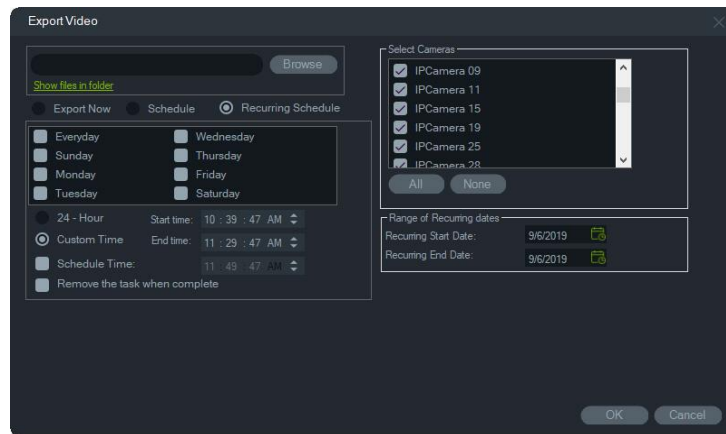 Export Video
Browse
Show files in folder
Export Now Schedule Recurring Schedule
Everyday Wednesday
Sunday Thursday
Monday Friday
Tuesday Saturday
24 - Hour Start time: 10 : 39 : 47 AM
Custom Time End time: 11 : 29 : 47 AM
Schedule Time: 11 : 49 : 47 AM
Remove the task when complete
Select Cameras
IPCamera 09
IPCamera 11
IPCamera 15
IPCamera 19
IPCamera 25
IPCamera 28
All None
Range of Recurring dates
Recurring Start Date: 9/6/2019
Recurring End Date: 9/6/2019
OK Cancel